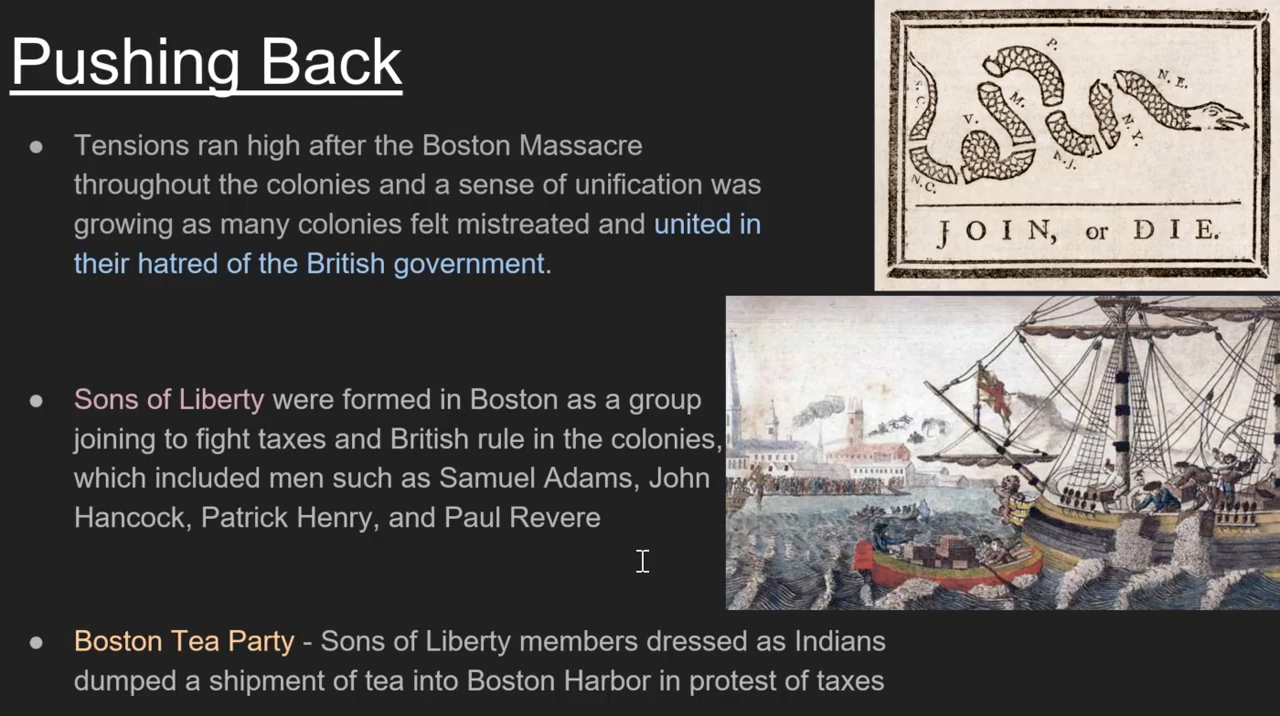 Pushing Back
● Tensions ran high after the Boston Massacre
throughout the colonies and a sense of unification was
growing as many colonies felt mistreated and united in
their hatred of the British government.
● Sons of Liberty were formed in Boston as a group
joining to fight taxes and British rule in the colonies,
which included men such as Samuel Adams, John
Hancock, Patrick Henry, and Paul Revere
● Boston Tea Party - Sons of Liberty members dressed as Indians
dumped a shipment of tea into Boston Harbor in protest of taxes
S. C.
N. C.
V.
M.
P.
N. J.
N. Y.
N. E.
JOIN, or DIE.